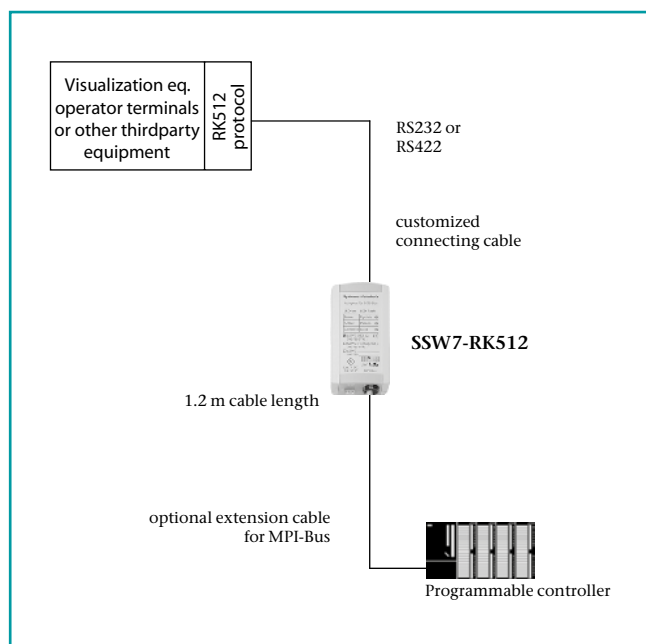 Visualization eq.
operator terminals
or other thirdparty
equipment
RK512
protocol
RS232 or
RS422
customized
connecting cable
SSW7-RK512
1.2 m cable length
optional extension cable
for MPI-Bus
Programmable controller